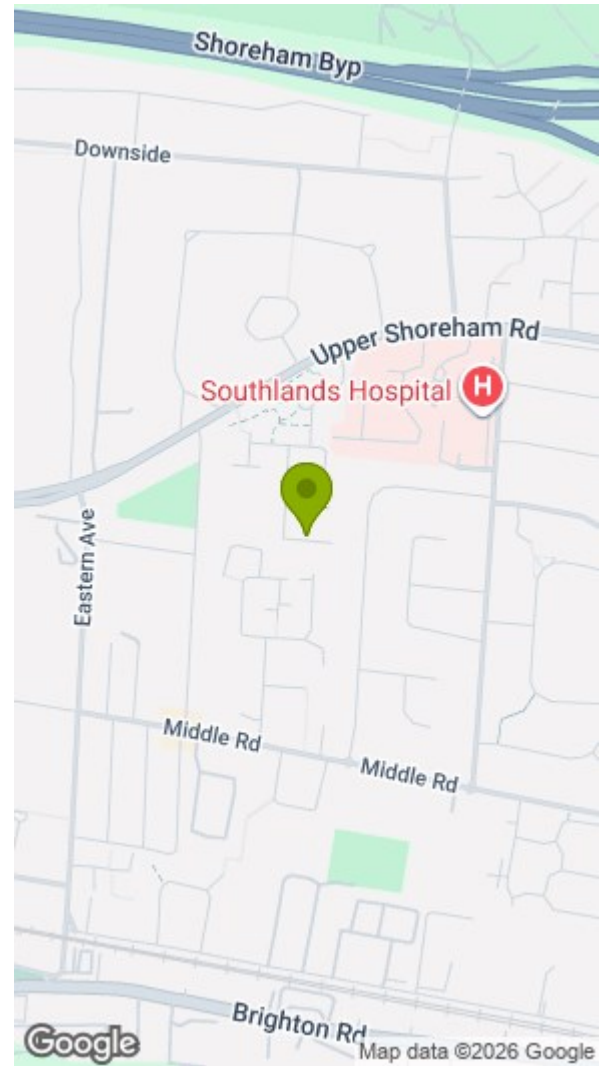 Shoreham Byp
Downside
Upper Shoreham Rd
Southlands Hospital
H
Eastern Ave
Middle Rd
Middle Rd
Brighton Rd
Google
Map data ©2026 Google